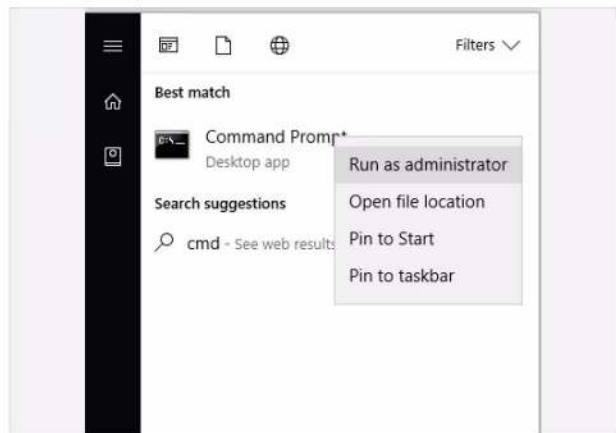 Filters
Best match
Command Prompt
Desktop app
Run as administrator
Open file location
Search suggestions
Pin to Start
cmd - See web results
Pin to taskbar